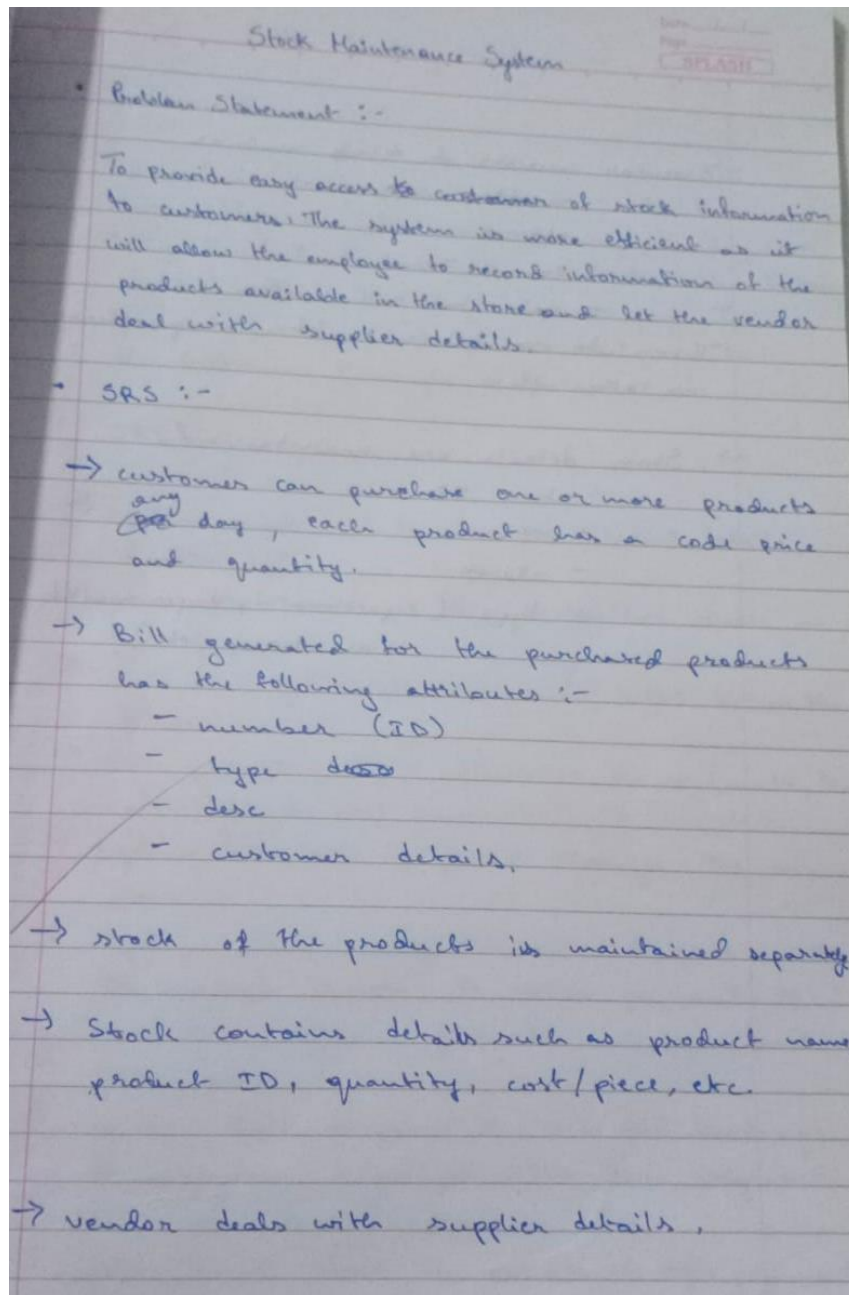 Stock Maintenance System
Date
Page
SPLASH
• Problem Statement :-
To provide easy access to of stock information
to customers. The system is more efficient as it
will allow the employee to record information of the
products available in the store and let the vendor
deal with supplier details.
• SRS :-
→ customer can purchase one or more products
any
day, each product has a code price
and quantity.
→ Bill generated for the purchased products
has the following attributes :-
- number (ID)
- type
- desc
- customer details.
→ stock of the products is maintained separately
→ Stock contains details such as product name
product ID, quantity, cost/piece, etc.
→ vendor deals with supplier details.